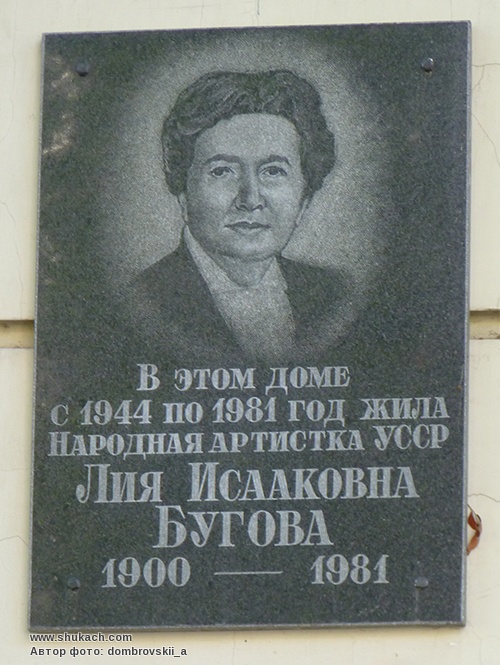 В этом доме
с 1944 по 1981 год жила
Народная артистка УССР
Лия Исааковна
Бугова
1900 — 1981
www.shukach.com
Автор фото: dombrovskii_a